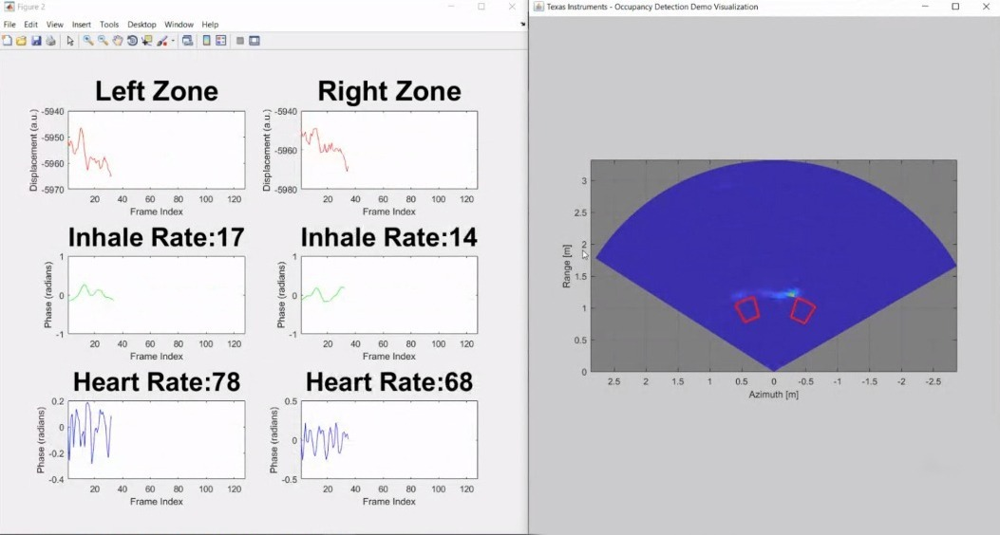 Figure 2
File Edit View Insert Tools Desktop Window Help
Left Zone
-5940
-5950
-5960
-5970
Displacement (a.u.)
20 40 60 80 100 120
Frame Index
Right Zone
-5940
-5960
-5980
Displacement (a.u.)
20 40 60 80 100 120
Frame Index
Inhale Rate:17
1
0
-1
Phase (radians)
20 40 60 80 100 120
Frame Index
Inhale Rate:14
1
0
-1
Phase (radians)
20 40 60 80 100 120
Frame Index
Heart Rate:78
0.2
0
-0.2
-0.4
Phase (radians)
20 40 60 80 100 120
Frame Index
Heart Rate:68
0.5
0
-0.5
Phase (radians)
20 40 60 80 100 120
Frame Index
Texas Instruments - Occupancy Detection Demo Visualization
3
2.5
2
1.5
1
0.5
0
Range [m]
2.5 2 1.5 1 0.5 0 -0.5 -1 -1.5 -2 -2.5
Azimuth [m]